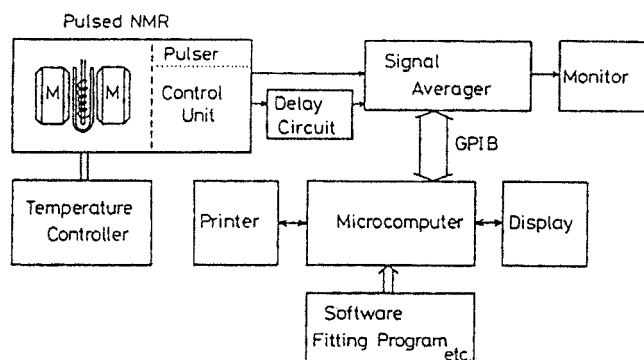 Pulsed NMR
Pulser
M
M
Control
Unit
Delay
Circuit
Signal
Averager
Monitor
GPIB
Temperature
Controller
Printer
Microcomputer
Display
Software
Fitting Program etc.